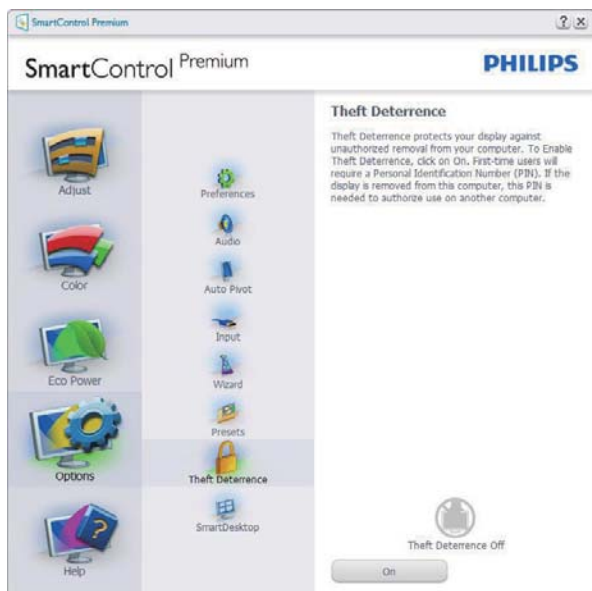 SmartControl Premium
SmartControl Premium
PHILIPS
Adjust
Color
Eco Power
Options
Help
Preferences
Audio
Auto Pivot
Input
Wizard
Presets
Theft Deterrence
SmartDesktop
Theft Deterrence
Theft Deterrence protects your display against
unauthorized removal from your computer. To Enable
Theft Deterrence, click on On. First-time users will
require a Personal Identification Number (PIN). If the
display is removed from this computer, this PIN is
needed to authorize use on another computer.
Theft Deterrence Off
On